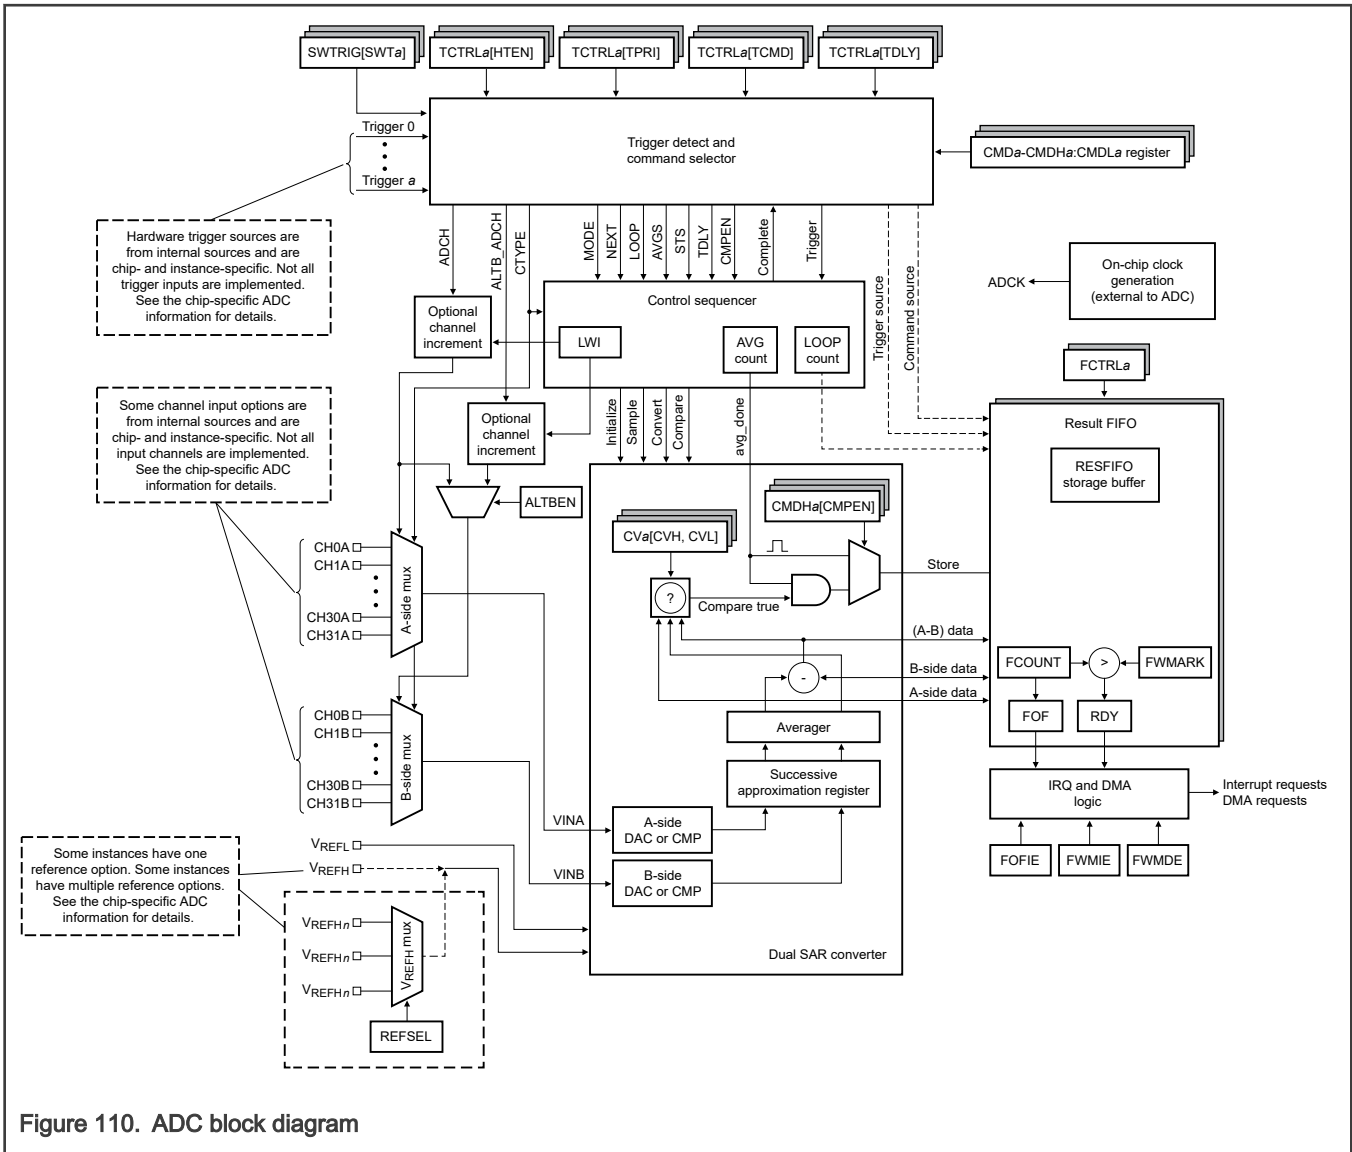 SWTRIG[SWTa]
TCTRLa[HTEN]
TCTRLa[TPRI]
TCTRLa[TCMD]
TCTRLa[TDLY]
Trigger 0
Trigger a
Trigger detect and
command selector
CMDa-CMDHa:CMDLa register
Hardware trigger sources are
from internal sources and are
chip- and instance-specific. Not all
trigger inputs are implemented.
See the chip-specific ADC
information for details.
ADCH
ALTB_ADCH
CTYPE
MODE
NEXT
LOOP
AVGS
STS
TDLY
CMPEN
Complete
Trigger
Trigger source
Command source
ADCK
On-chip clock
generation
(external to ADC)
Optional
channel
increment
Control sequencer
LWI
AVG
count
LOOP
count
FCTRLa
Some channel input options are
from internal sources and are
chip- and instance-specific. Not all
input channels are implemented.
See the chip-specific ADC
information for details.
Optional
channel
increment
Initialize
Sample
Convert
Compare
avg_done
Result FIFO
RESFIFO
storage buffer
ALTBEN
CMDHa[CMPEN]
CVa[CVH, CVL]
?
Compare true
Store
CH0A
CH1A
CH30A
CH31A
A-side mux
(A-B) data
B-side data
A-side data
-
FCOUNT
>
FWMARK
FOF
RDY
CH0B
CH1B
CH30B
CH31B
B-side mux
Averager
Successive
approximation register
IRQ and DMA
logic
Interrupt requests
DMA requests
VINA
A-side
DAC or CMP
VINB
B-side
DAC or CMP
FOFIE
FWMIE
FWMDE
Some instances have one
reference option. Some instances
have multiple reference options.
See the chip-specific ADC
information for details.
VREFL
VREFH
VREFHn
VREFHn
VREFHn
VREFH mux
REFSEL
Dual SAR converter
Figure 110. ADC block diagram